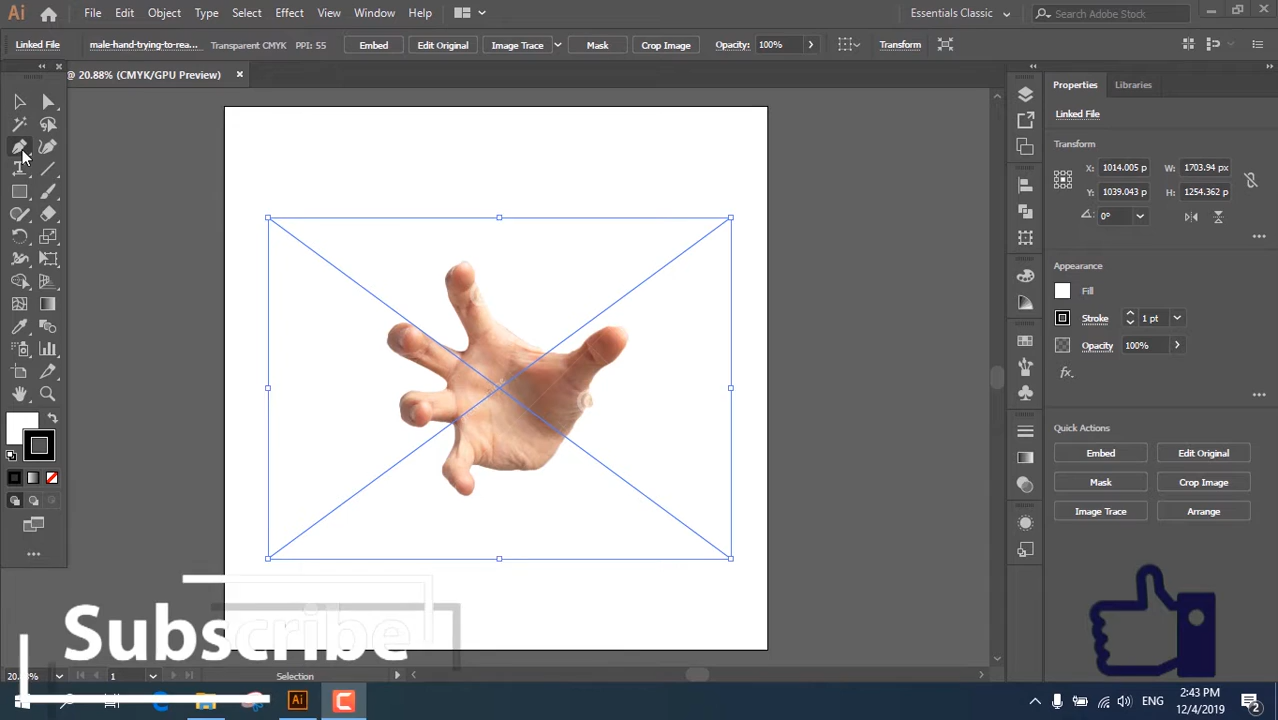 Ai File Edit Object Type Select Effect View Window Help Essentials Classic Search Adobe Stock
Linked File male-hand-trying-to-rea... Transparent CMYK PPI: 55 Embed Edit Original Image Trace Mask Crop Image Opacity: 100% Transform
@ 20.88% (CMYK/GPU Preview)
Properties Libraries
Linked File
Transform
X: 1014.005 p W: 1703.94 px
Y: 1039.043 p H: 1254.362 p
0°
Appearance
Fill
Stroke 1 pt
Opacity 100%
fx.
Quick Actions
Embed Edit Original
Mask Crop Image
Image Trace Arrange
Subscribe
1 Selection
Ai ENG 2:43 PM
12/4/2019 2